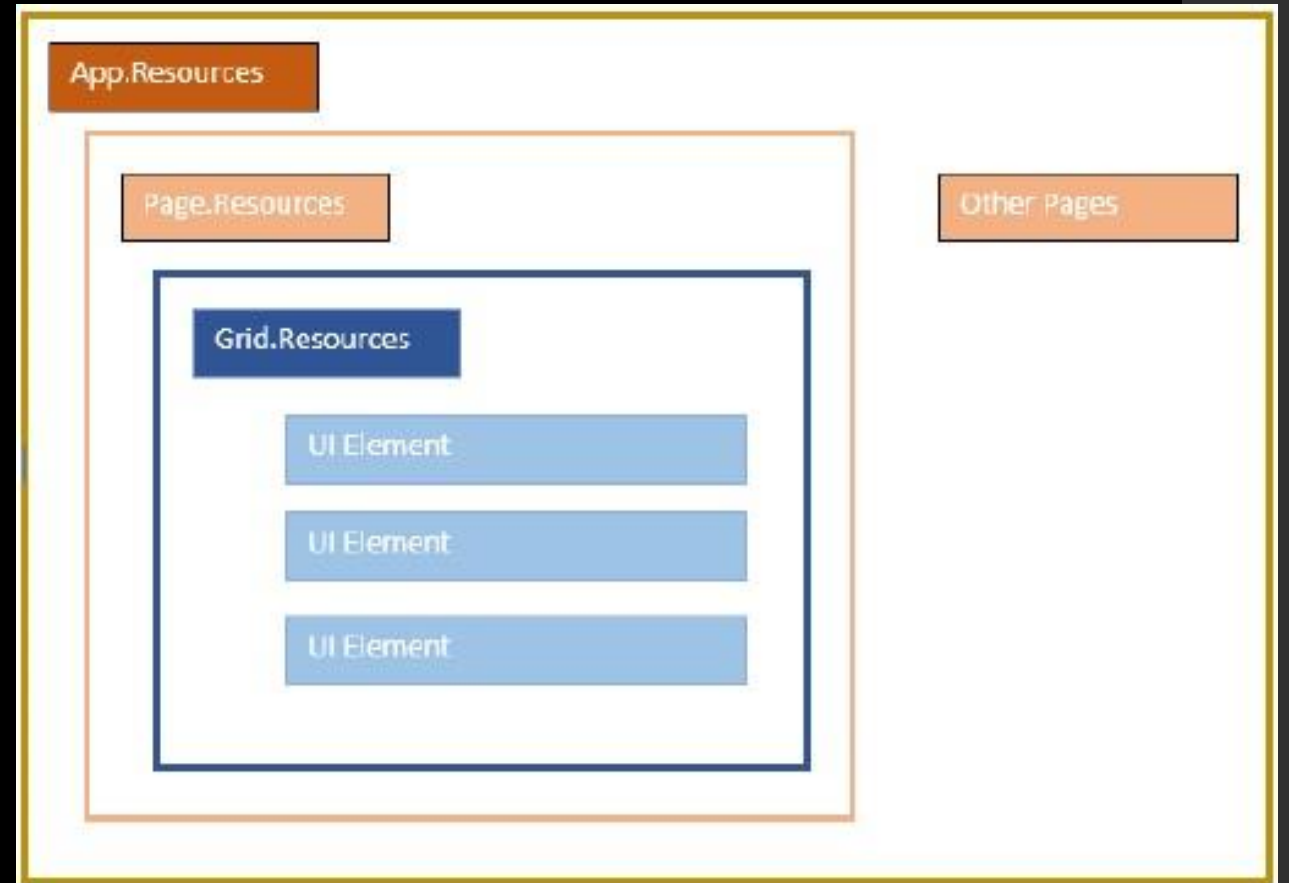 App.Resources
Page.Resources
Other Pages
Grid.Resources
UI Element
UI Element
UI Element